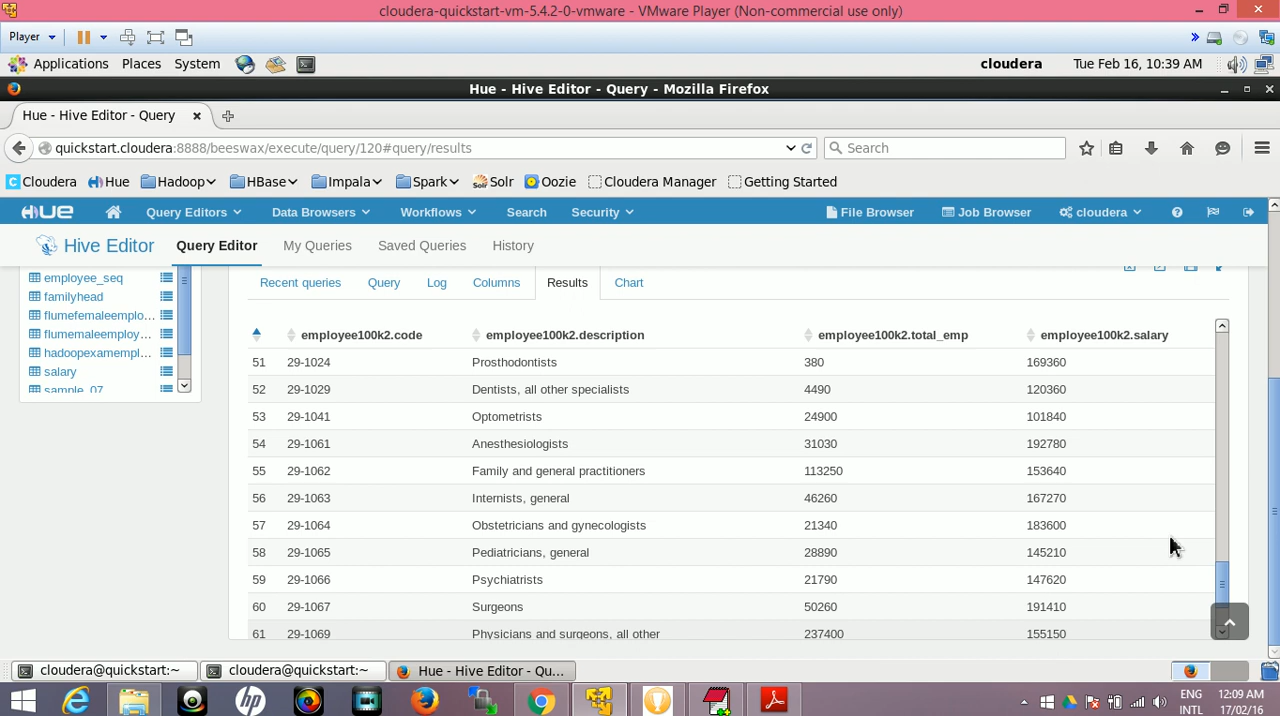 cloudera-quickstart-vm-5.4.2-0-vmware - VMware Player (Non-commercial use only)
Player
Applications Places System cloudera Tue Feb 16, 10:39 AM
Hue - Hive Editor - Query - Mozilla Firefox
Hue - Hive Editor - Query
quickstart.cloudera:8888/beeswax/execute/query/120#query/results Search
Cloudera Hue Hadoop HBase Impala Spark Solr Oozie Cloudera Manager Getting Started
HUE Query Editors Data Browsers Workflows Search Security File Browser Job Browser cloudera
Hive Editor Query Editor My Queries Saved Queries History
employee_seq
familyhead
flumefemaleemplo...
flumemaleemploy...
hadoopexamempl...
salary
sample_07
Recent queries Query Log Columns Results Chart
employee100k2.code employee100k2.description employee100k2.total_emp employee100k2.salary
51 29-1024 Prosthodontists 380 169360
52 29-1029 Dentists, all other specialists 4490 120360
53 29-1041 Optometrists 24900 101840
54 29-1061 Anesthesiologists 31030 192780
55 29-1062 Family and general practitioners 113250 153640
56 29-1063 Internists, general 46260 167270
57 29-1064 Obstetricians and gynecologists 21340 183600
58 29-1065 Pediatricians, general 28890 145210
59 29-1066 Psychiatrists 21790 147620
60 29-1067 Surgeons 50260 191410
61 29-1069 Physicians and surgeons, all other 237400 155150
cloudera@quickstart:~ cloudera@quickstart:~ Hue - Hive Editor - Qu...
ENG 12:09 AM
INTL 17/02/16